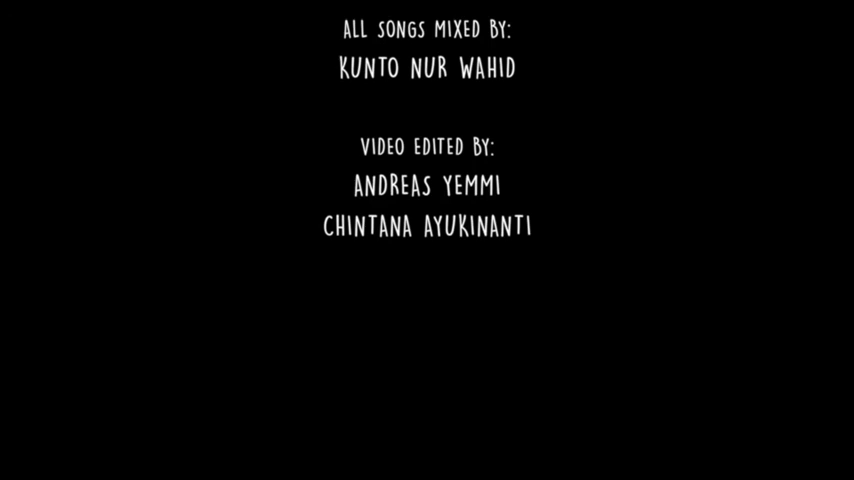 ALL SONGS MIXED BY:
KUNTO NUR WAHID
VIDEO EDITED BY:
ANDREAS YEMMI
CHINTANA AYUKINANTI